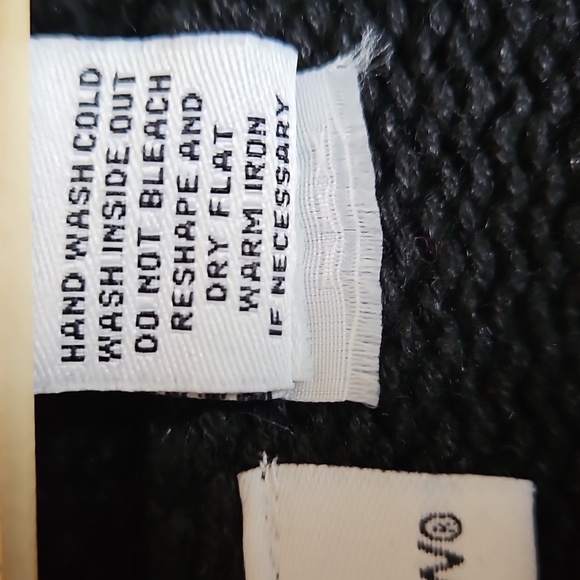 HAND WASH COLD
WASH INSIDE OUT
DO NOT BLEACH
RESHAPE AND
DRY FLAT
WARM IRON
IF NECESSARY